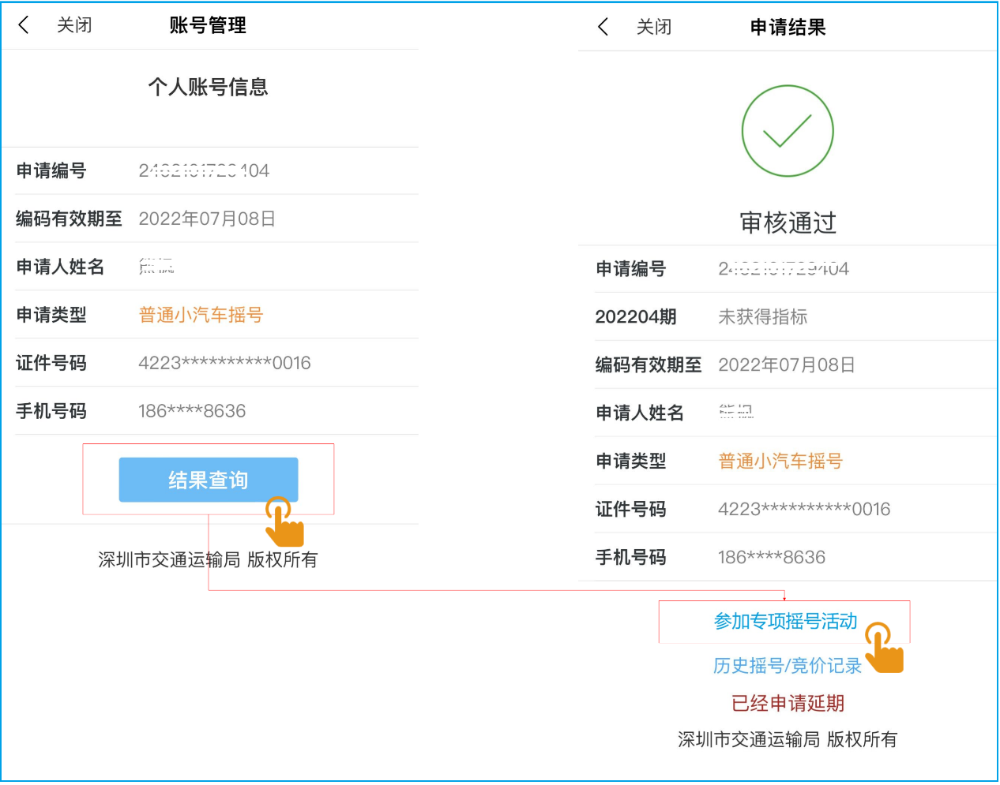 关闭 账号管理
个人账号信息
申请编号
编码有效期至 2022年07月08日
申请人姓名
申请类型 普通小汽车摇号
证件号码 4223**********0016
手机号码 186****8636
结果查询
深圳市交通运输局 版权所有
关闭 申请结果
审核通过
申请编号
202204期 未获得指标
编码有效期至 2022年07月08日
申请人姓名
申请类型 普通小汽车摇号
证件号码 4223**********0016
手机号码 186****8636
参加专项摇号活动
历史摇号/竞价记录
已经申请延期
深圳市交通运输局 版权所有